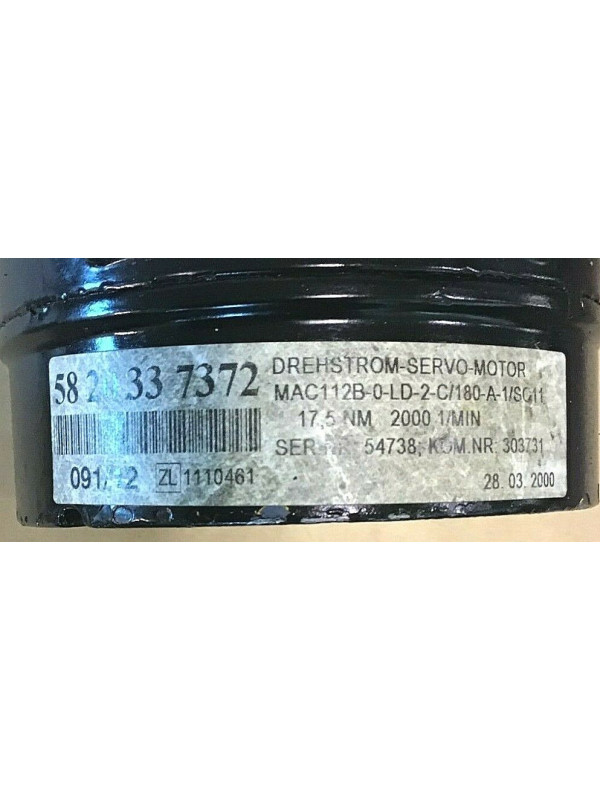 7372
DREHSTROM-SERVO-MOTOR
MAC112B-0-LD-2-C/180-A-1/SO11
17,5 NM 2000 1/MIN
54738; KOM.NR: 303731
ZL 1110461
28.03.2000